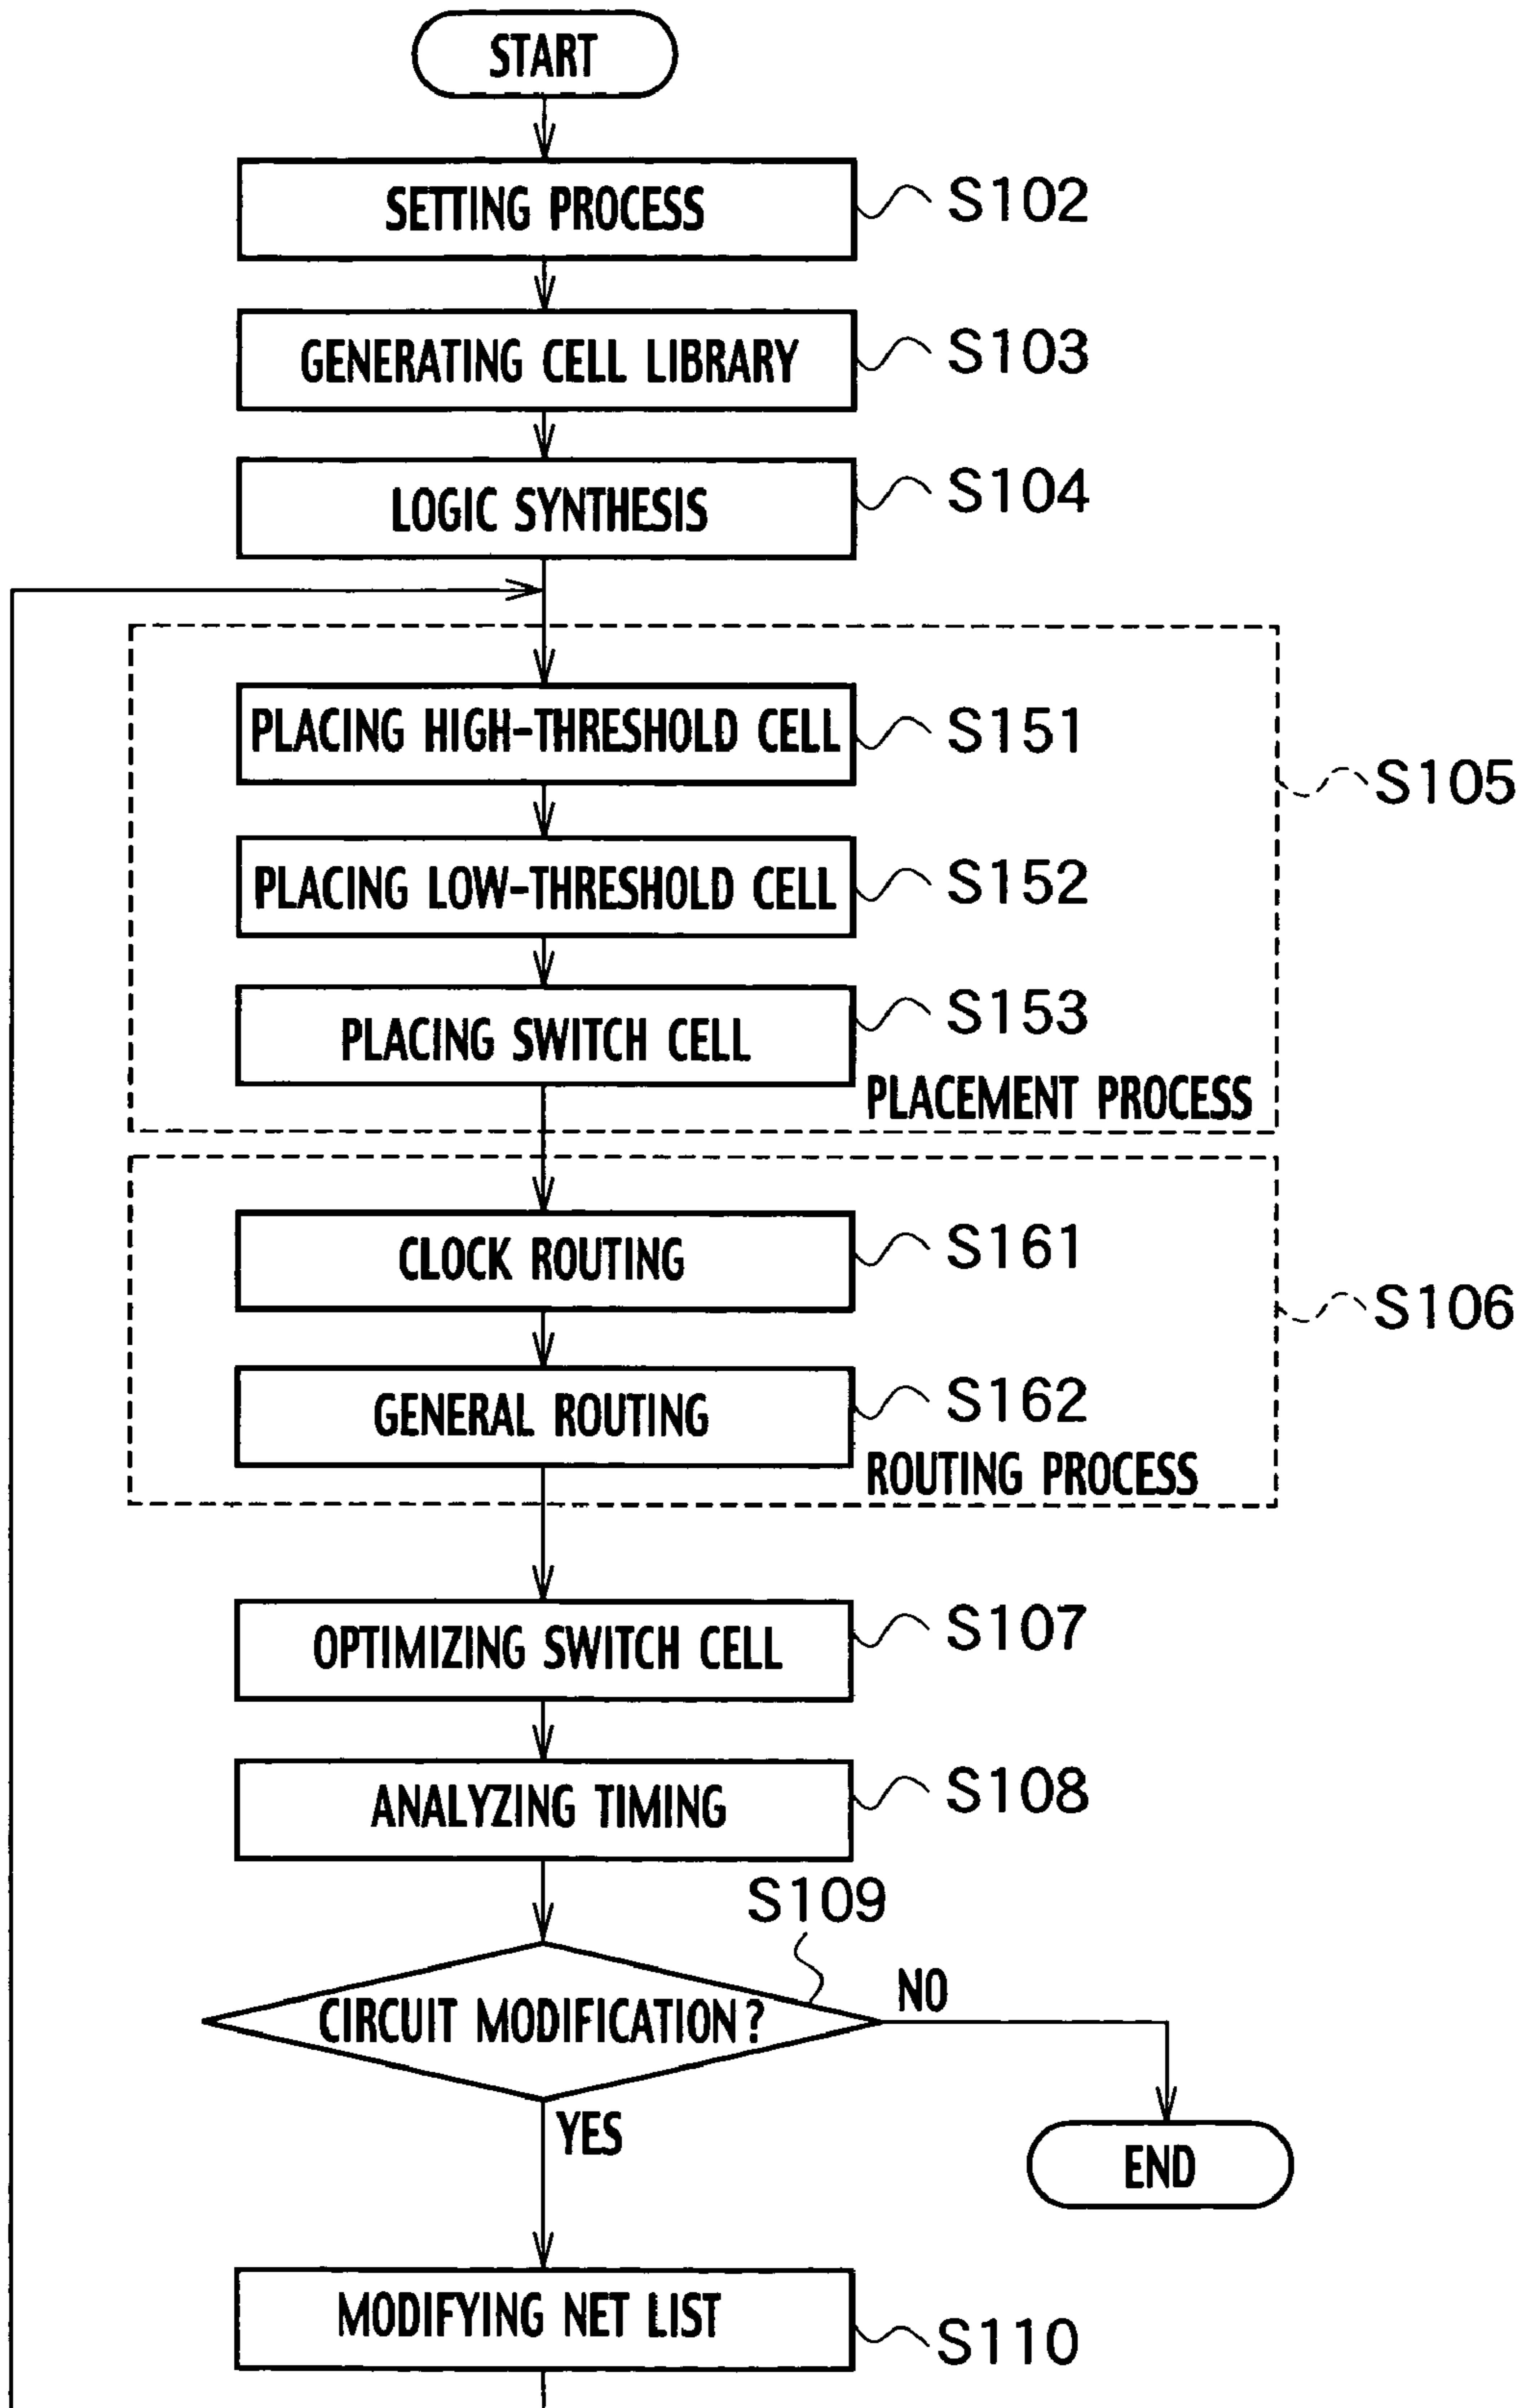 START
SETTING PROCESS
S102
GENERATING CELL LIBRARY
S103
LOGIC SYNTHESIS
S104
PLACING HIGH-THRESHOLD CELL
S151
S105
PLACING LOW-THRESHOLD CELL
S152
PLACING SWITCH CELL
S153
PLACEMENT PROCESS
CLOCK ROUTING
S161
S106
GENERAL ROUTING
S162
ROUTING PROCESS
OPTIMIZING SWITCH CELL
S107
ANALYZING TIMING
S108
S109
CIRCUIT MODIFICATION?
NO
YES
END
MODIFYING NET LIST
S110